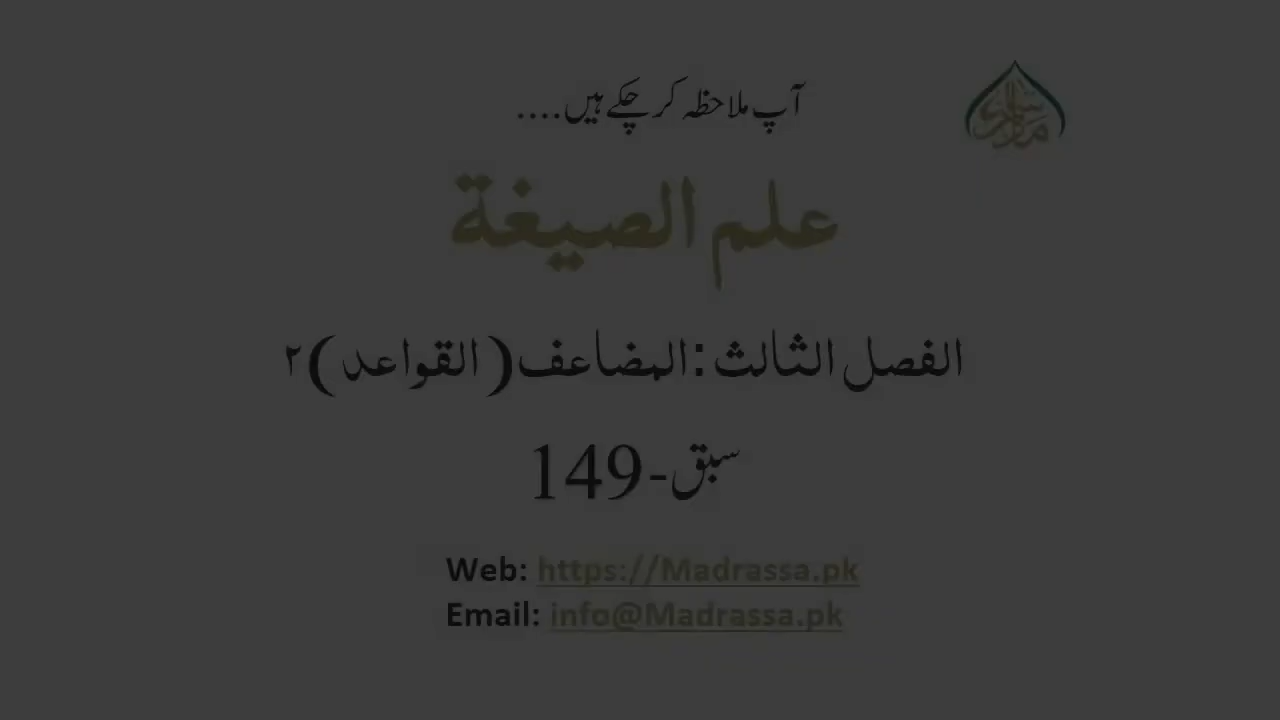 آپ ملاحظہ کر چکے ہیں....
علم الصيغة
الفصل الثالث: المضاعف (القواعد) ۲
سبق-149
Web: https://Madrassa.pk
Email: info@Madrassa.pk